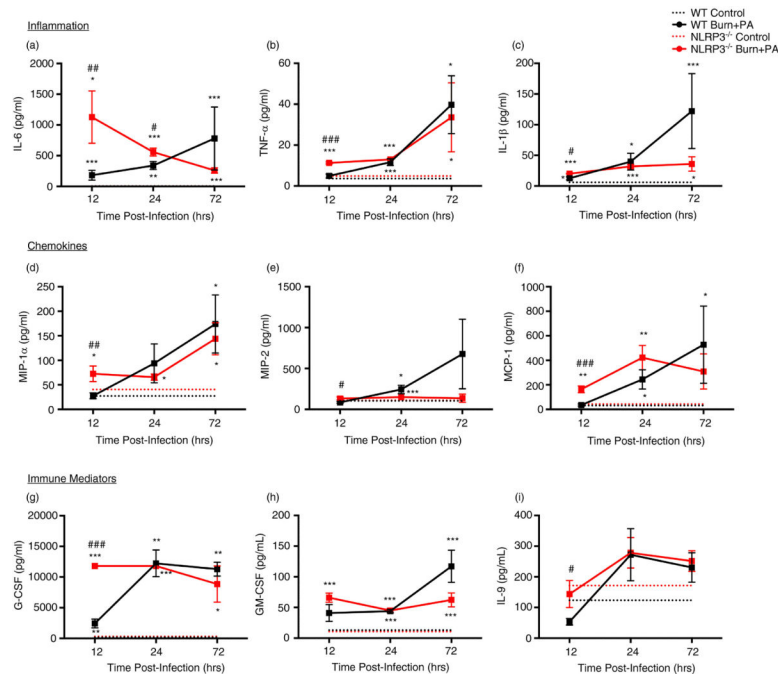 Inflammation
WT Control
WT Burn+PA
NLRP3-/- Control
NLRP3-/- Burn+PA
(a)
2000
1500
1000
500
0
IL-6 (pg/ml)
##
*
***
#
***
**
***
***
12 24 72
Time Post-Infection (hrs)
(b)
60
40
20
0
TNF-α (pg/ml)
###
***
***
***
*
*
12 24 72
Time Post-Infection (hrs)
(c)
200
150
100
50
0
IL-1β (pg/ml)
#
***
*
*
***
***
*
12 24 72
Time Post-Infection (hrs)
Chemokines
(d)
250
200
150
100
50
0
MIP-1α (pg/ml)
##
*
*
*
*
12 24 72
Time Post-Infection (hrs)
(e)
1500
1000
500
0
MIP-2 (pg/ml)
#
*
***
12 24 72
Time Post-Infection (hrs)
(f)
1000
800
600
400
200
0
MCP-1 (pg/ml)
###
**
**
*
*
12 24 72
Time Post-Infection (hrs)
Immune Mediators
(g)
20000
15000
10000
5000
0
G-CSF (pg/ml)
###
***
**
**
***
**
*
12 24 72
Time Post-Infection (hrs)
(h)
200
150
100
50
0
GM-CSF (pg/mL)
***
***
***
***
***
12 24 72
Time Post-Infection (hrs)
(i)
400
300
200
100
0
IL-9 (pg/mL)
#
12 24 72
Time Post-Infection (hrs)